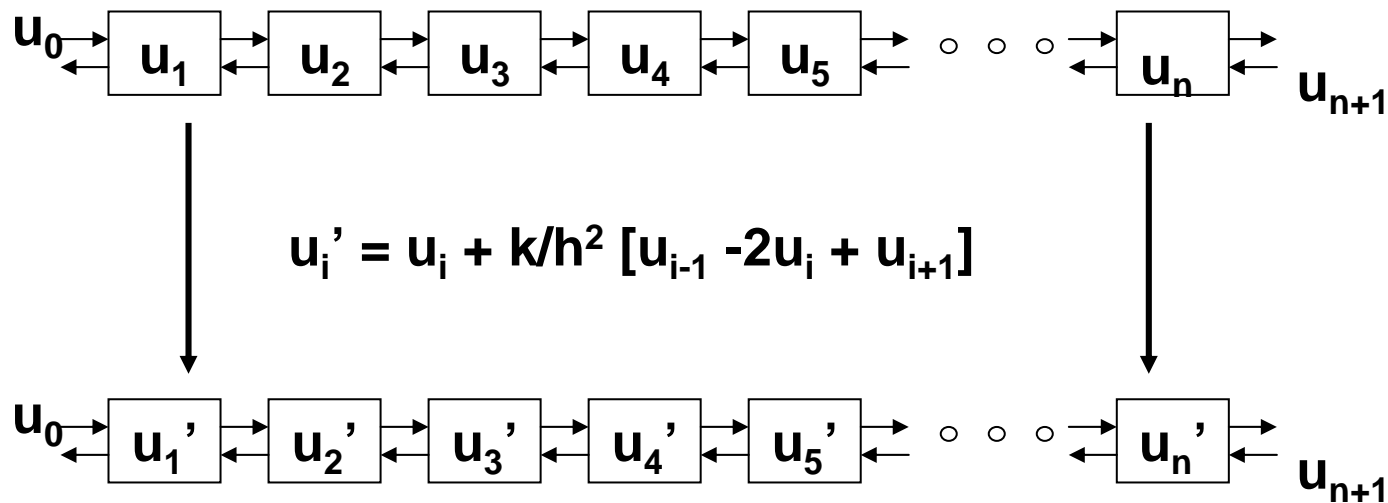 u₀ u₁ u₂ u₃ u₄ u₅ uₙ uₙ₊₁
uᵢ’ = uᵢ + k/h² [uᵢ₋₁ -2uᵢ + uᵢ₊₁]
u₀ u₁’ u₂’ u₃’ u₄’ u₅’ uₙ’ uₙ₊₁